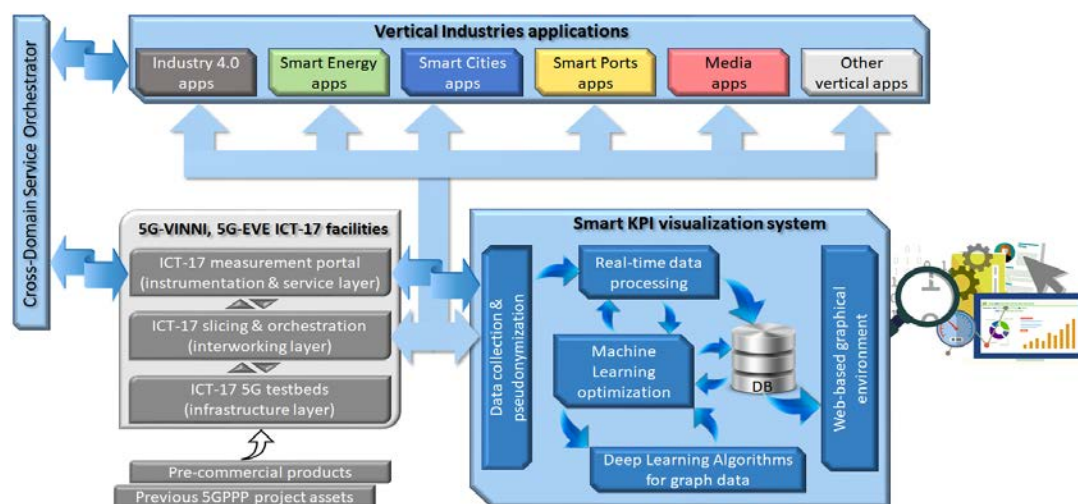 Cross-Domain Service Orchestrator
Vertical Industries applications
Industry 4.0
apps
Smart Energy
apps
Smart Cities
apps
Smart Ports
apps
Media
apps
Other
vertical apps
5G-VINNI, 5G-EVE ICT-17 facilities
ICT-17 measurement portal
(instrumentation & service layer)
ICT-17 slicing & orchestration
(interworking layer)
ICT-17 5G testbeds
(infrastructure layer)
Pre-commercial products
Previous 5GPPP project assets
Smart KPI visualization system
Data collection &
pseudonymization
Real-time data
processing
Machine
Learning
optimization
DB
Deep Learning Algorithms
for graph data
Web-based graphical
environment